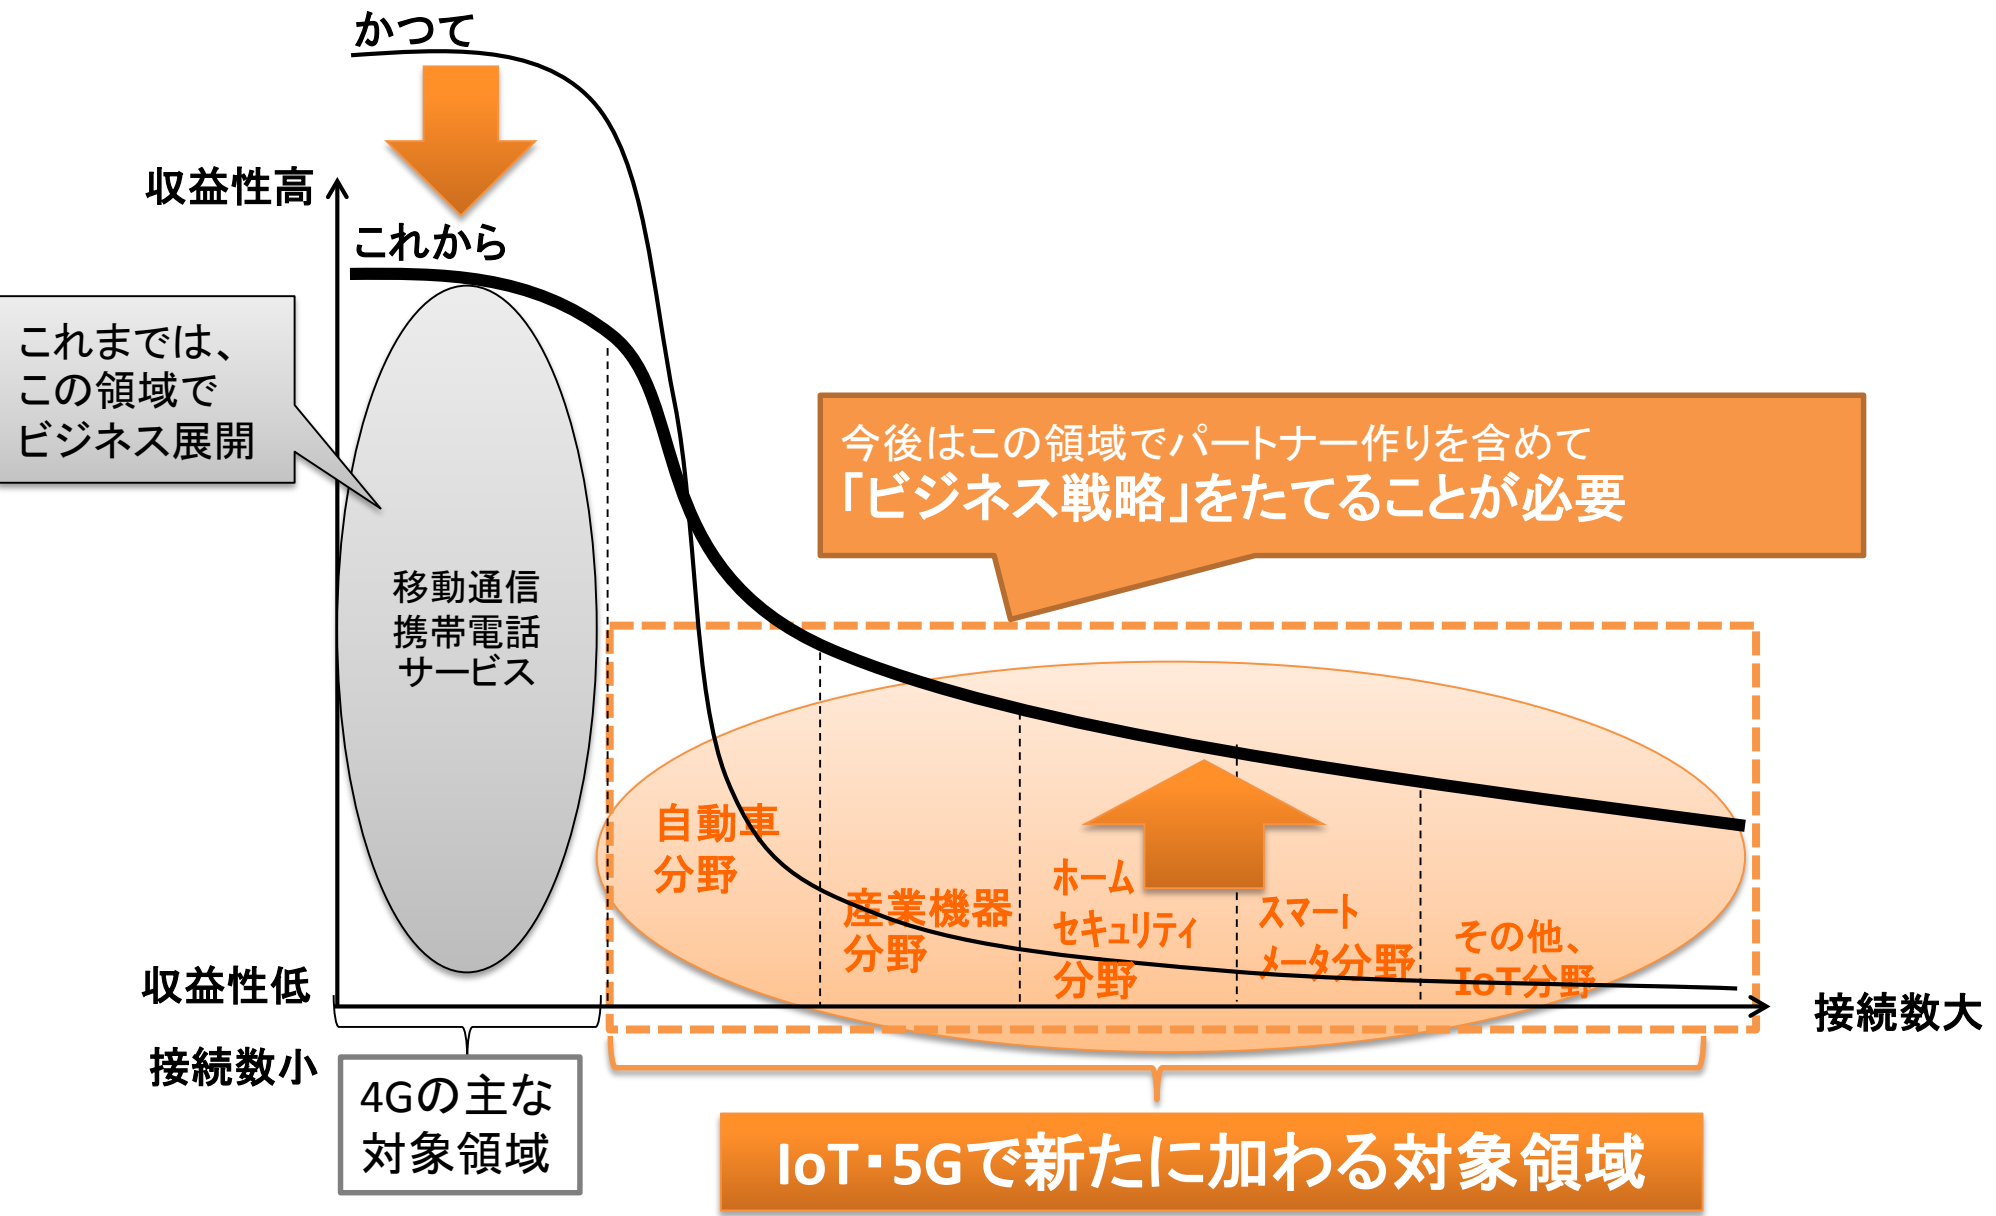 かつて
収益性高
これから
これまでは、
この領域で
ビジネス展開
今後はこの領域でパートナー作りを含めて
「ビジネス戦略」をたてることが必要
移動通信
携帯電話
サービス
自動車
分野
産業機器
分野
ホーム
セキュリティ
分野
スマート
メータ分野
その他、
IoT分野
収益性低
接続数大
接続数小
4Gの主な
対象領域
IoT・5Gで新たに加わる対象領域